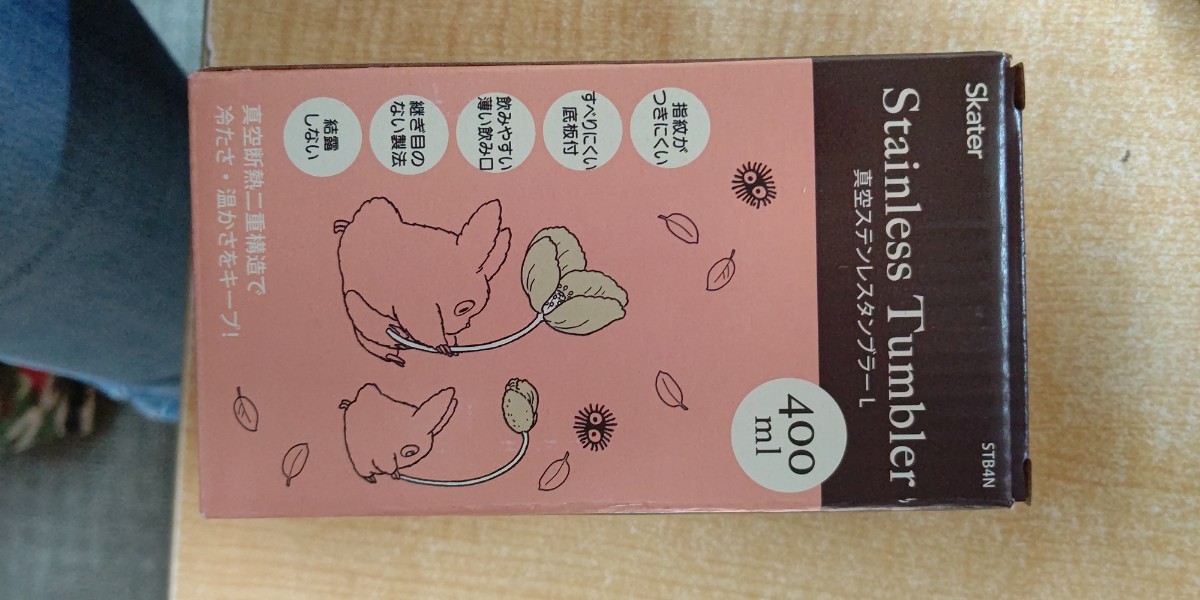 Skater
STB4N
Stainless Tumbler
真空ステンレスタンブラーL
400
ml
指紋が
つきにくい
すべりにくい
底板付
飲みやすい
薄い飲み口
継ぎ目の
ない製法
結露
しない
真空断熱二重構造で
冷たさ・温かさをキープ!